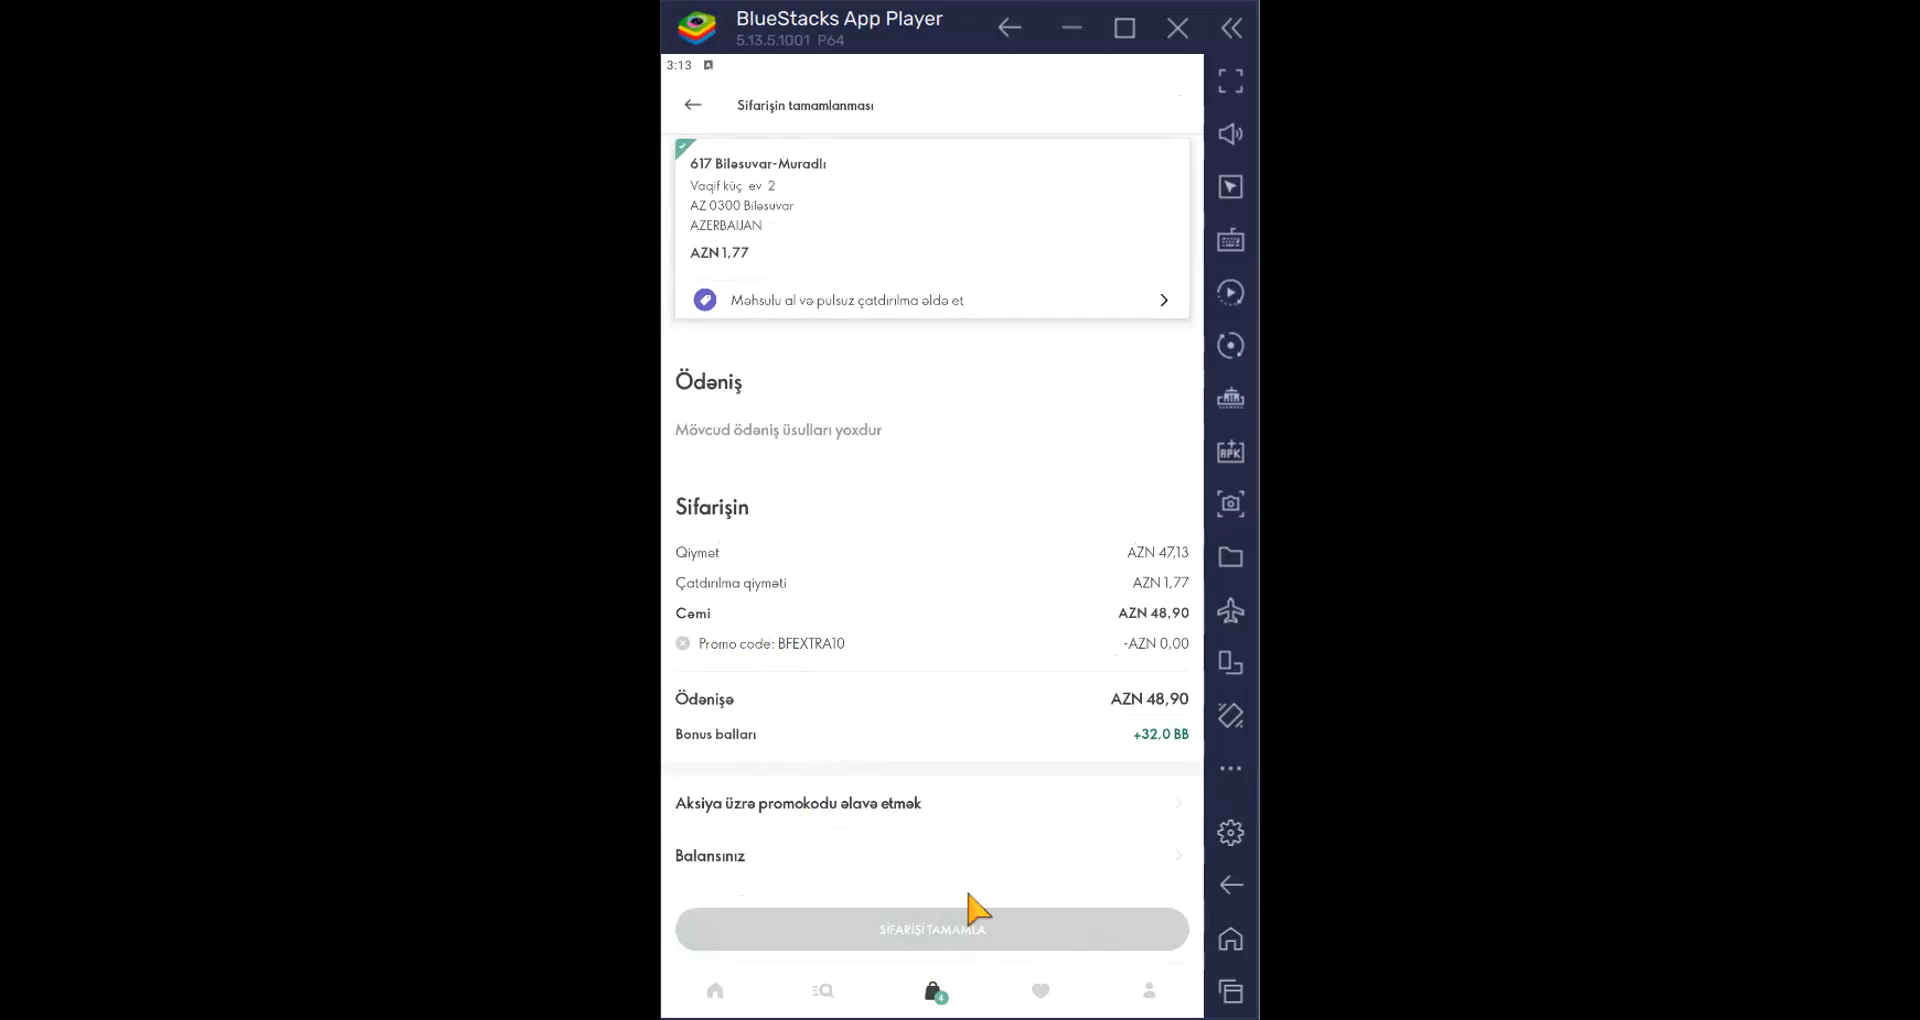 BlueStacks App Player
5.13.5.1001 P64
3:13
Sifarişin tamamlanması
617 Biləsuvar-Muradlı
Vaqif küç ev 2
AZ 0300 Biləsuvar
AZERBAIJAN
AZN 1,77
Məhsulu al və pulsuz çatdırılma əldə et
Ödəniş
Mövcud ödəniş üsulları yoxdur
Sifarişin
Qiymət AZN 47,13
Çatdırılma qiyməti AZN 1,77
Cəmi AZN 48,90
Promo code: BFEXTRA10 -AZN 0,00
Ödənişə AZN 48,90
Bonus balları +32,0 BB
Aksiya üzrə promokodu əlavə etmək
Balansınız
SİFARİŞİ TAMAMLA
4
APK